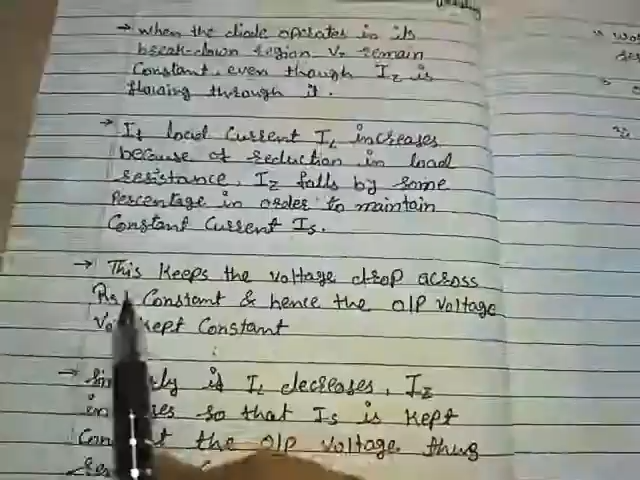 → When the diode operates in its
break-down region Vz remain
Constant, even though Iz is
flowing through it.
→ If load Current IL increases
because of reduction in load
resistance, Iz falls by some
Percentage in order to maintain
Constant Current Is.
→ This Keeps the voltage drop across
Rs Constant & hence the O/P voltage
Vo kept Constant
→ if IL decreases, Iz
so that Is is kept
the O/P voltage. thus